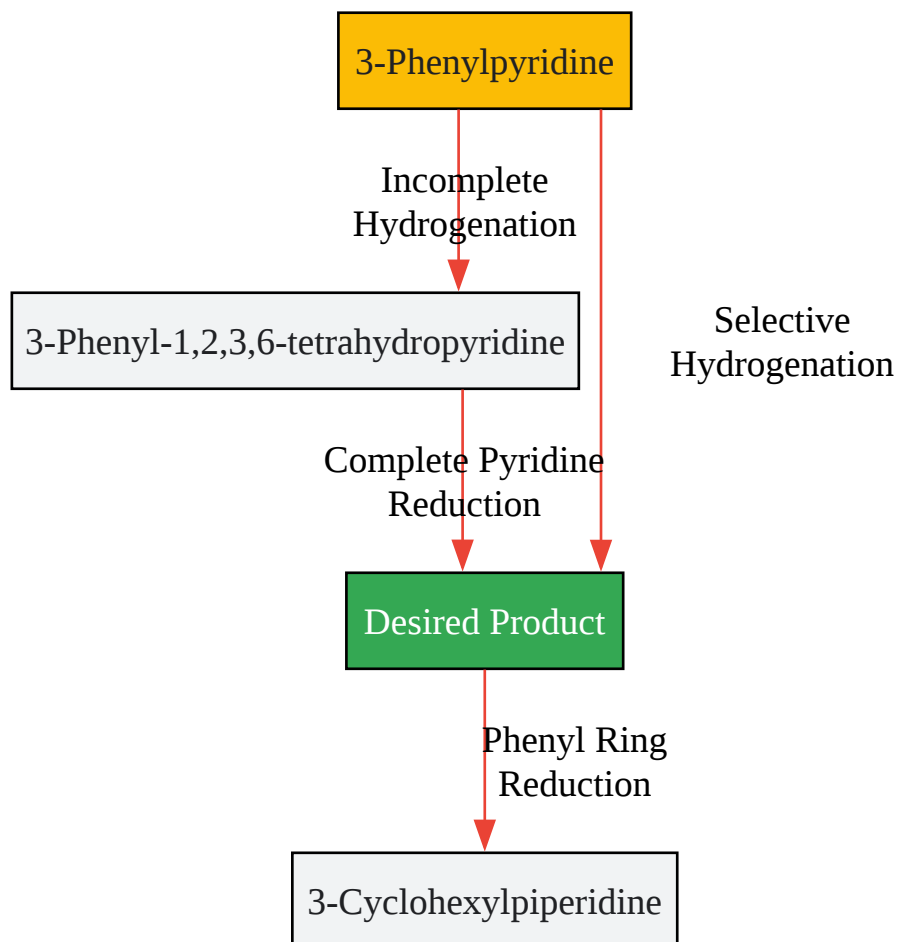 3-Phenylpyridine
Incomplete
Hydrogenation
3-Phenyl-1,2,3,6-tetrahydropyridine
Selective
Hydrogenation
Complete Pyridine
Reduction
Desired Product
Phenyl Ring
Reduction
3-Cyclohexylpiperidine